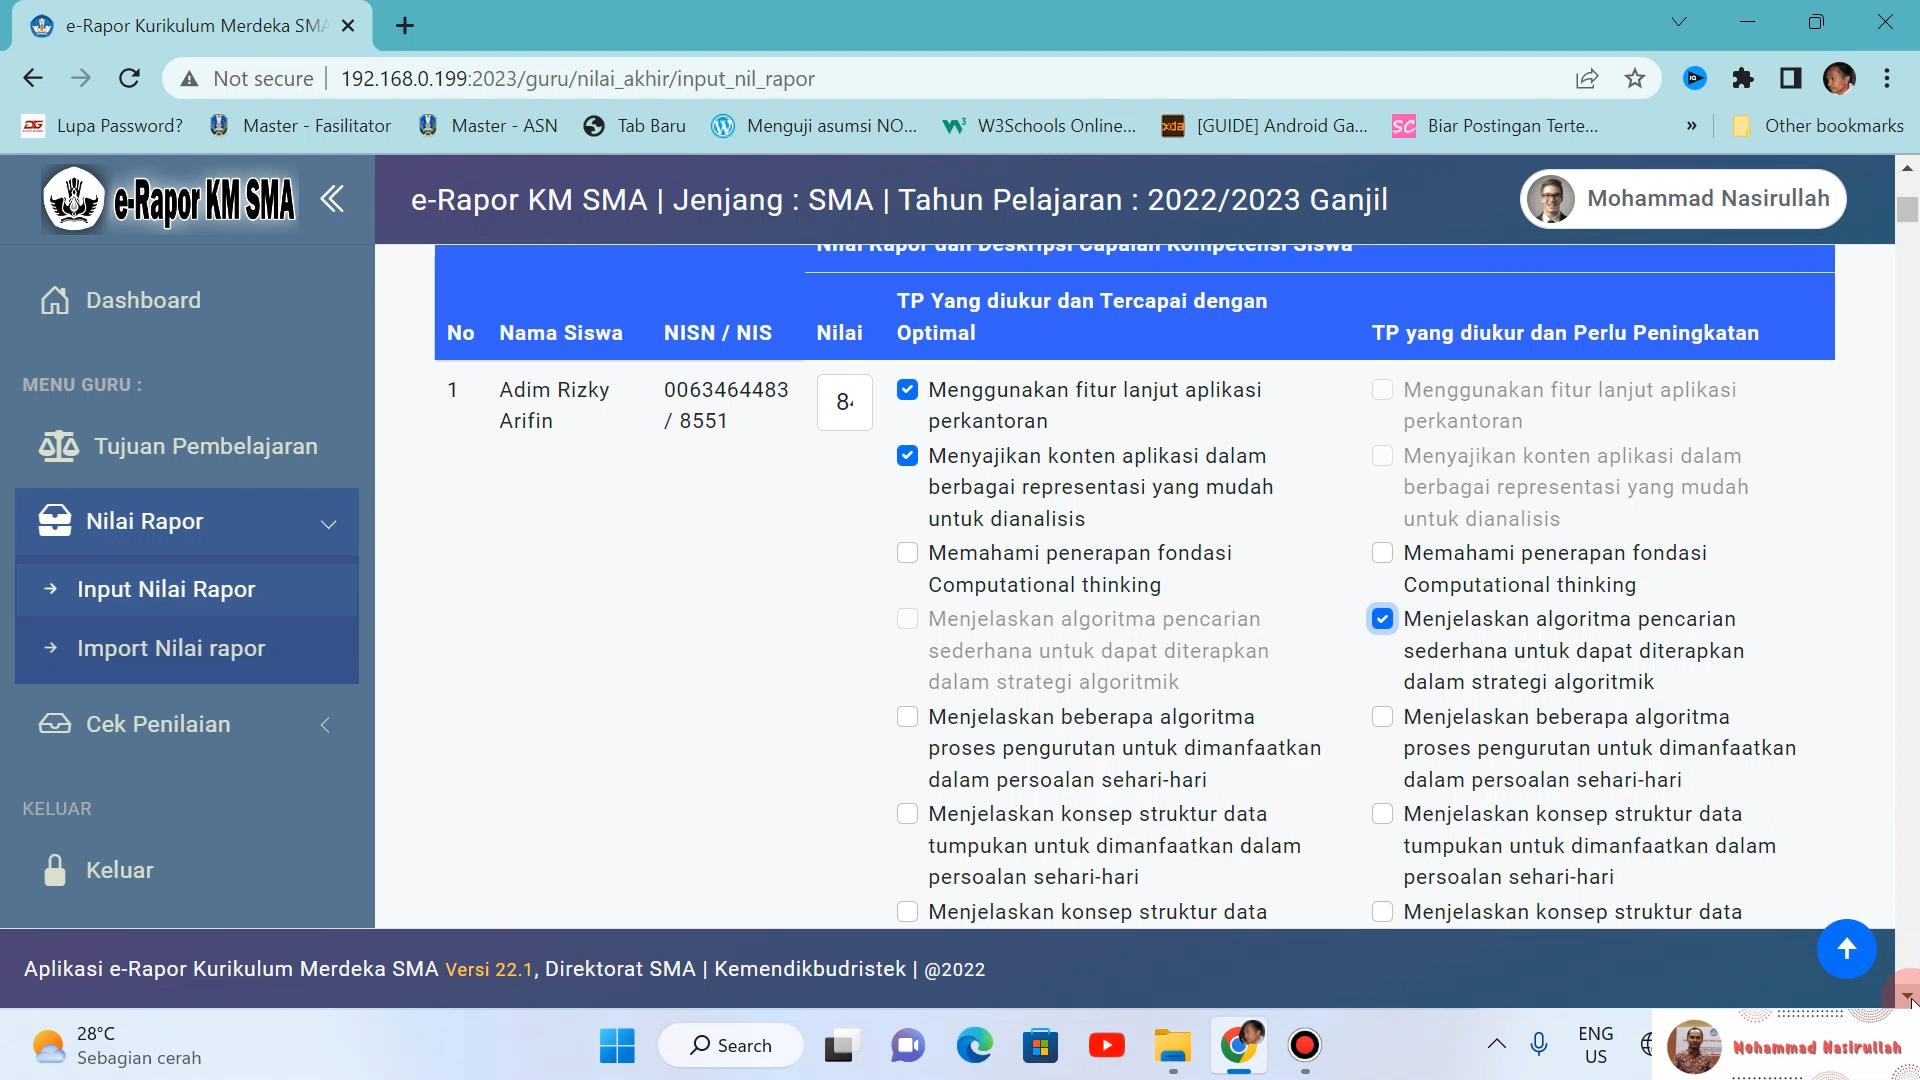 e-Rapor Kurikulum Merdeka SMA
Not secure | 192.168.0.199:2023/guru/nilai_akhir/input_nil_rapor
Lupa Password? Master - Fasilitator Master - ASN Tab Baru Menguji asumsi NO... W3Schools Online... [GUIDE] Android Ga... SC Biar Postingan Terte... » Other bookmarks
e-Rapor KM SMA
e-Rapor KM SMA | Jenjang : SMA | Tahun Pelajaran : 2022/2023 Ganjil
Mohammad Nasirullah
Dashboard
MENU GURU :
Tujuan Pembelajaran
Nilai Rapor
Input Nilai Rapor
Import Nilai rapor
Cek Penilaian
KELUAR
Keluar
Nilai Rapor dan Deskripsi Capaian Kompetensi Siswa
No Nama Siswa NISN / NIS Nilai
TP Yang diukur dan Tercapai dengan
Optimal
TP yang diukur dan Perlu Peningkatan
1 Adim Rizky
Arifin
0063464483
/ 8551
84
Menggunakan fitur lanjut aplikasi
perkantoran
Menyajikan konten aplikasi dalam
berbagai representasi yang mudah
untuk dianalisis
Memahami penerapan fondasi
Computational thinking
Menjelaskan algoritma pencarian
sederhana untuk dapat diterapkan
dalam strategi algoritmik
Menjelaskan beberapa algoritma
proses pengurutan untuk dimanfaatkan
dalam persoalan sehari-hari
Menjelaskan konsep struktur data
tumpukan untuk dimanfaatkan dalam
persoalan sehari-hari
Menjelaskan konsep struktur data
Menggunakan fitur lanjut aplikasi
perkantoran
Menyajikan konten aplikasi dalam
berbagai representasi yang mudah
untuk dianalisis
Memahami penerapan fondasi
Computational thinking
Menjelaskan algoritma pencarian
sederhana untuk dapat diterapkan
dalam strategi algoritmik
Menjelaskan beberapa algoritma
proses pengurutan untuk dimanfaatkan
dalam persoalan sehari-hari
Menjelaskan konsep struktur data
tumpukan untuk dimanfaatkan dalam
persoalan sehari-hari
Menjelaskan konsep struktur data
Aplikasi e-Rapor Kurikulum Merdeka SMA Versi 22.1, Direktorat SMA | Kemendikbudristek | @2022
28°C
Sebagian cerah
Search
ENG
US
Mohammad Nasirullah